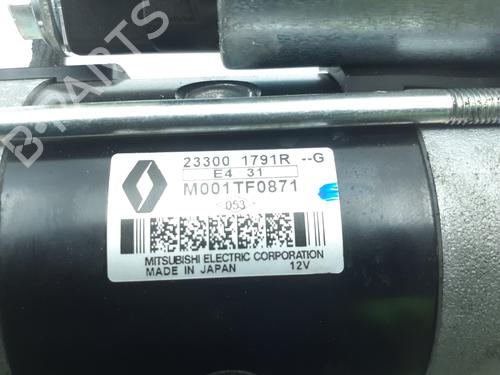 B-PARTS
23300 1791R --G
E4 31
M001TF0871
<053>
MITSUBISHI ELECTRIC CORPORATION
MADE IN JAPAN 12V